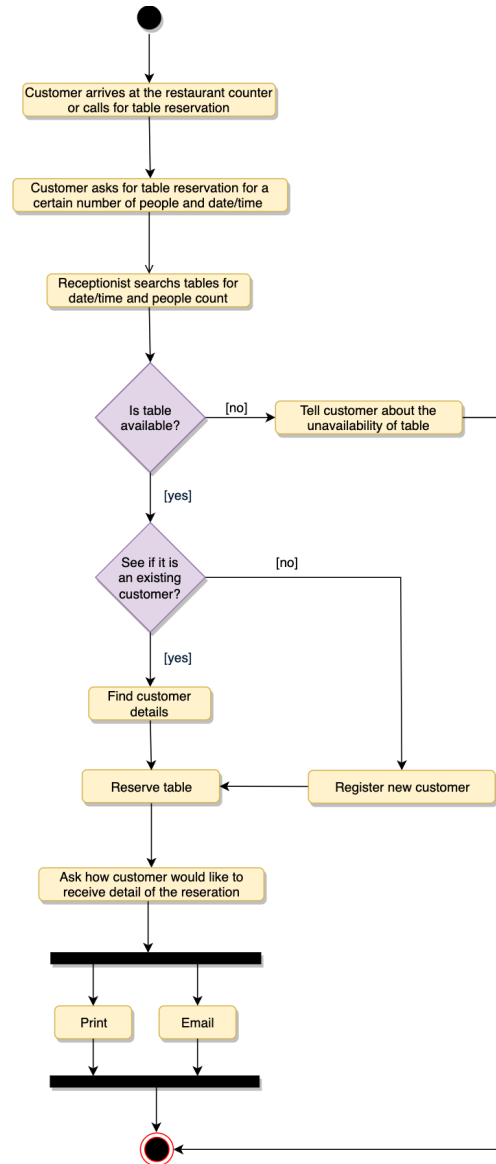 Customer arrives at the restaurant counter
or calls for table reservation
Customer asks for table reservation for a
certain number of people and date/time
Receptionist searchs tables for
date/time and people count
Is table
available?
[no]
Tell customer about the
unavailability of table
[yes]
See if it is
an existing
customer?
[no]
[yes]
Find customer
details
Reserve table
Register new customer
Ask how customer would like to
receive detail of the reseration
Print
Email